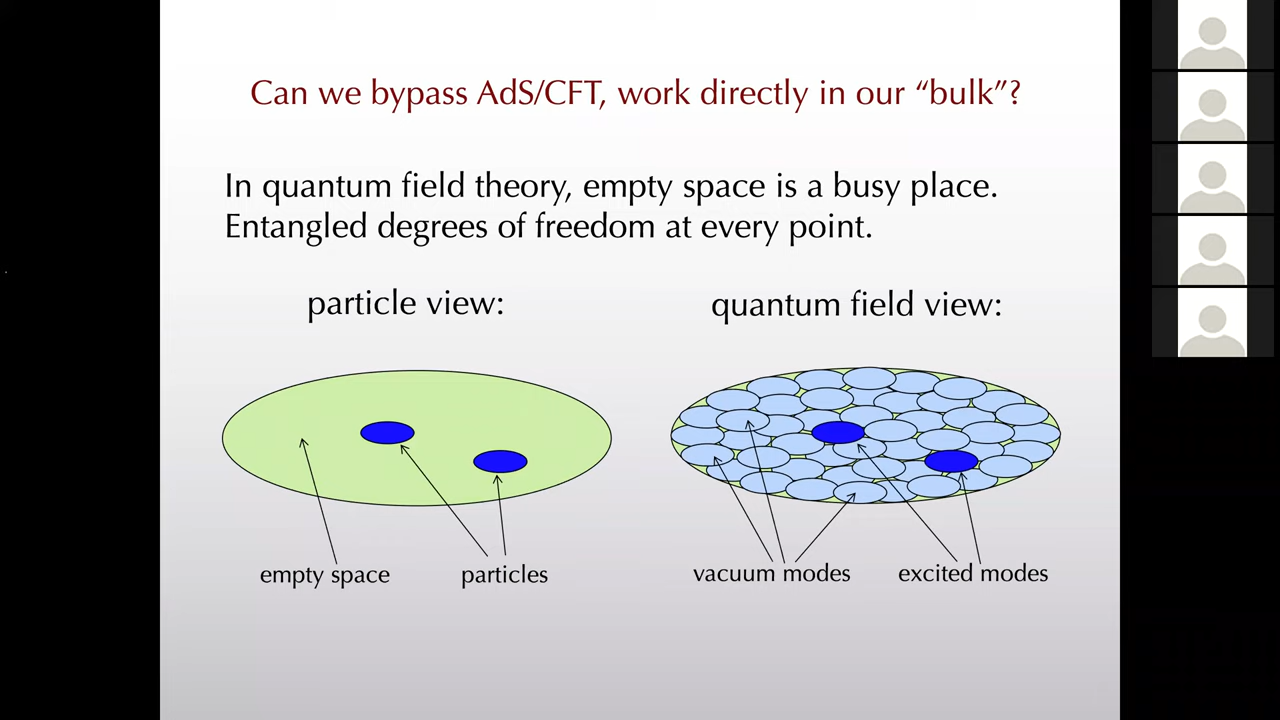 Can we bypass AdS/CFT, work directly in our “bulk”?
In quantum field theory, empty space is a busy place.
Entangled degrees of freedom at every point.
particle view:
quantum field view:
empty space
particles
vacuum modes
excited modes